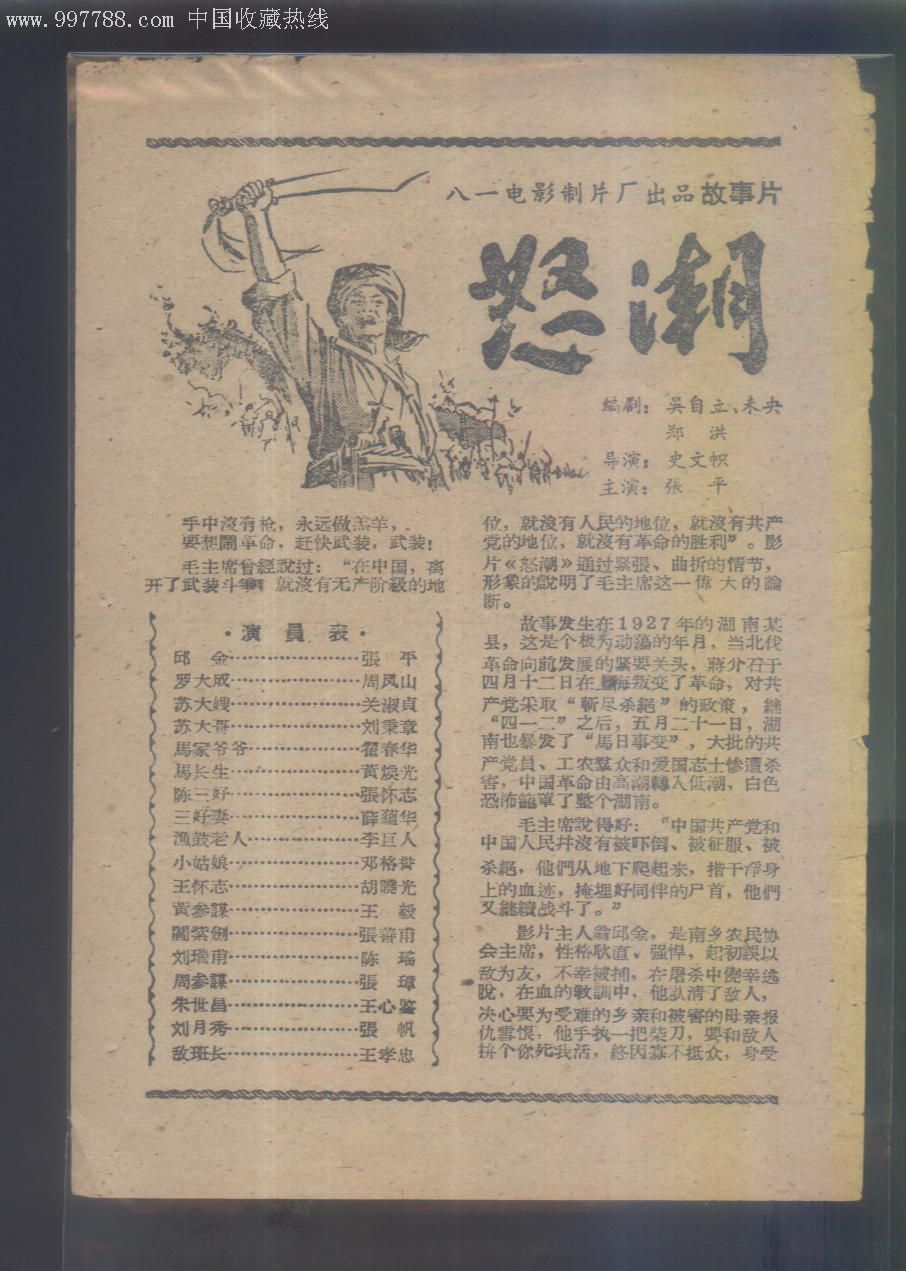 www.997788.com 中国收藏热线
八一电影制片厂出品故事片
怒潮
编剧：吴自立、未央
郑 洪
导演：史文帜
主演：張 平
手中沒有枪，永远做羔羊，
要想鬧革命，赶快武装，武装！
毛主席曾經說过：“在中国，离
开了武装斗爭，就沒有无产阶級的地
·演 員 表·
邱 金………………張 平
罗大成………………周凤山
苏大嫂………………关淑貞
苏大哥………………刘秉章
馬家爷爷……………翟春华
馬长生………………黃煥光
陈三好………………張怀志
三好妻………………薛蘊华
漁鼓老人……………李巨人
小姑娘………………邓格誉
王怀志………………胡曉光
黃参謀………………王 毅
閻紫劍………………張善甫
刘瑞甫………………陈 瑤
周参謀………………張 璋
朱世昌………………王心鉴
刘月秀………………張 帆
敌班长………………王孝忠
位，就沒有人民的地位，就沒有共产
党的地位，就沒有革命的胜利”。影
片《怒潮》通过緊張、曲折的情节，
形象的說明了毛主席这一偉大的論
断。
故事发生在1927年的湖南某
县，这是个极为动荡的年月，当北伐
革命向前发展的紧要关头，蔣介石于
四月十二日在上海叛变了革命，对共
产党采取“斬尽杀絕”的政策，継
“四一二”之后，五月二十一日，湖
南也暴发了“馬日事变”，大批的共
产党員、工农羣众和爱国志士慘遭杀
害，中国革命由高潮轉入低潮，白色
恐怖籠罩了整个湖南。
毛主席說得好：“中国共产党和
中国人民幷沒有被吓倒、被征服、被
杀絕，他們从地下爬起来，揩干淨身
上的血迹，掩埋好同伴的尸首，他們
又継續战斗了。”
影片主人翁邱金，是南乡农民协
会主席，性格耿直、强悍，起初誤以
敌为友，不幸被捕，在屠杀中僥幸逃
脫，在血的敎訓中，他認清了敌人，
决心要为受难的乡亲和被害的母亲报
仇雪恨，他手执一把柴刀，要和敌人
拚个你死我活，終因寡不抵众，身受